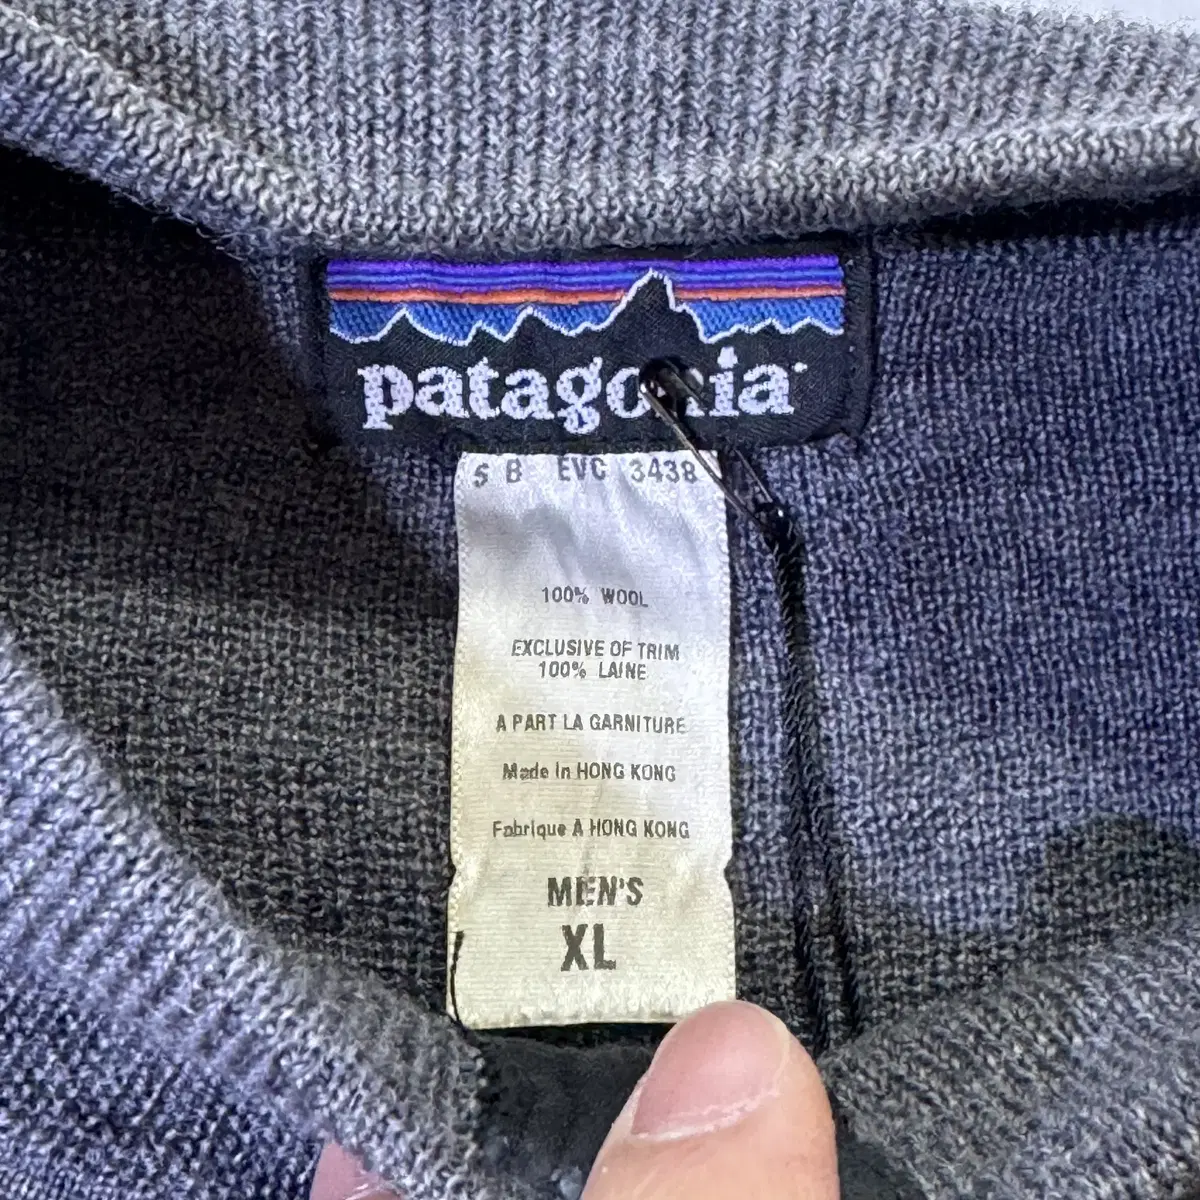 patagonia
S B EVC 3438
100% WOOL
EXCLUSIVE OF TRIM
100% LAINE
A PART LA GARNITURE
Made In HONG KONG
Fabrique A HONG KONG
MEN'S
XL